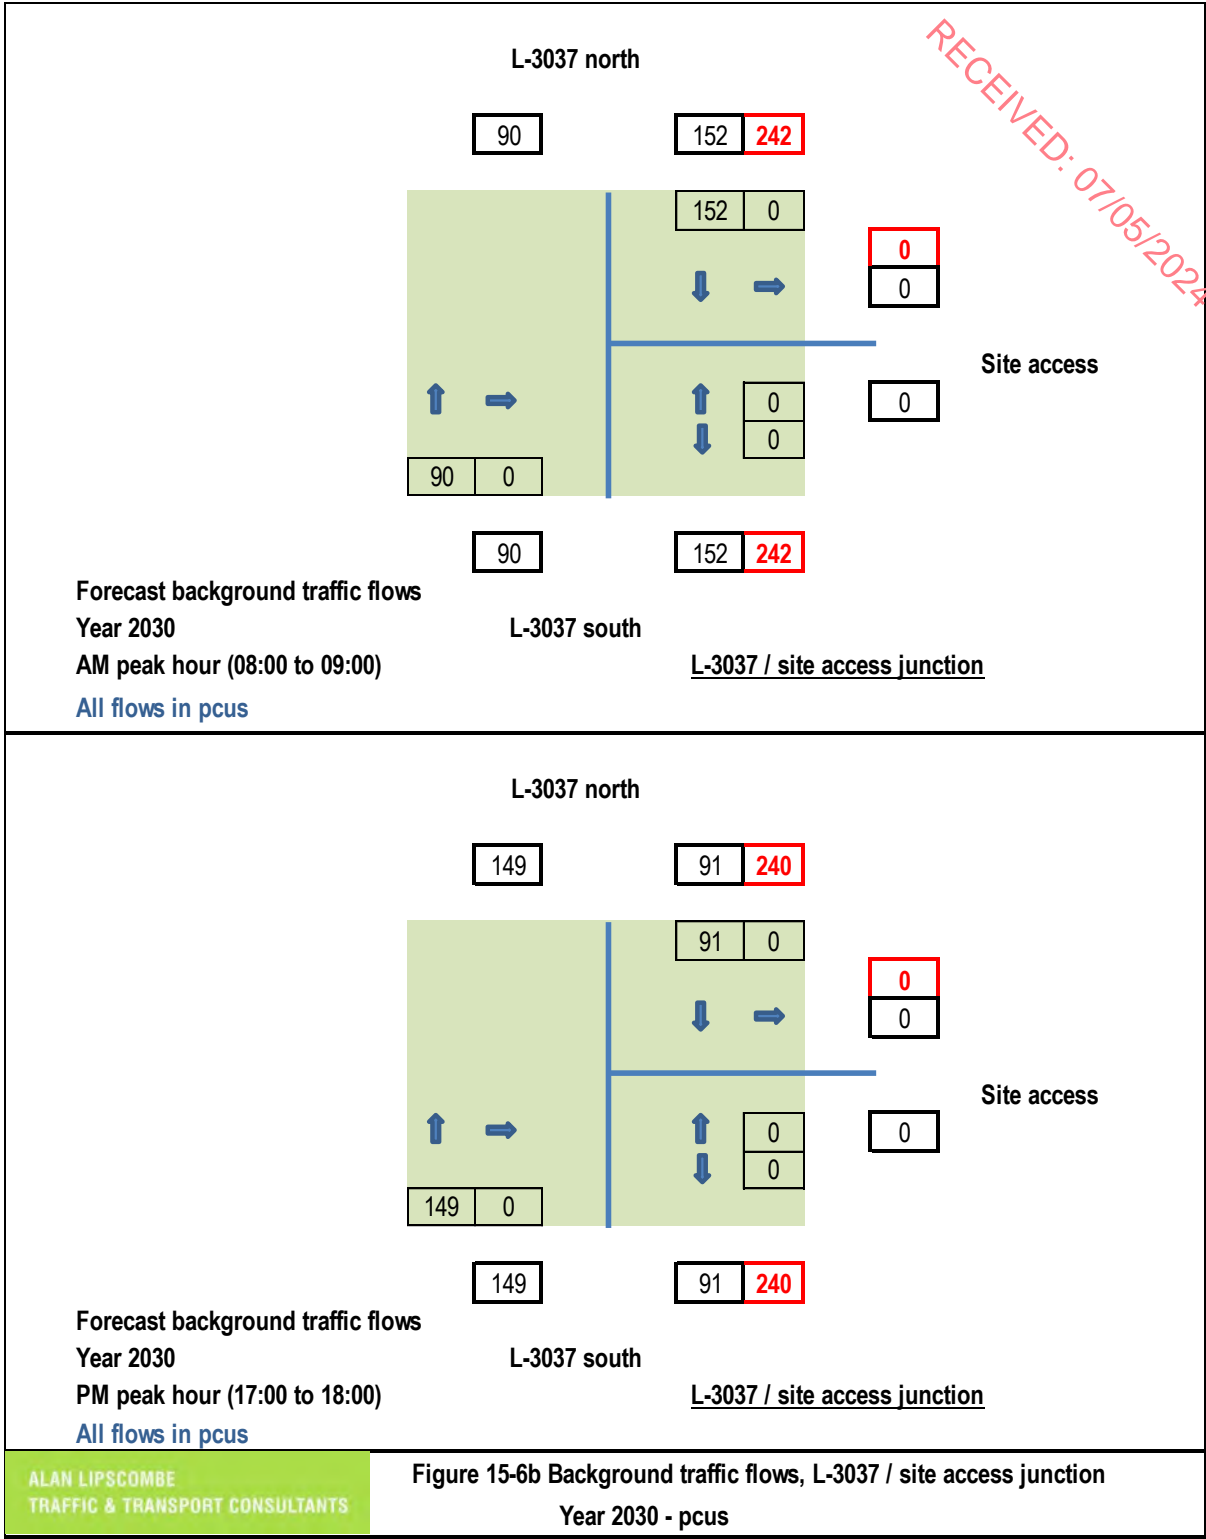 RECEIVED: 07/05/2024
L-3037 north
90 152 242
152 0
0
0
Site access
0 0
0
90 0
90 152 242
Forecast background traffic flows
Year 2030 L-3037 south
AM peak hour (08:00 to 09:00) L-3037 / site access junction
All flows in pcus
L-3037 north
149 91 240
91 0
0
0
Site access
0 0
0
149 0
149 91 240
Forecast background traffic flows
Year 2030 L-3037 south
PM peak hour (17:00 to 18:00) L-3037 / site access junction
All flows in pcus
ALAN LIPSCOMBE
TRAFFIC & TRANSPORT CONSULTANTS
Figure 15-6b Background traffic flows, L-3037 / site access junction
Year 2030 - pcus